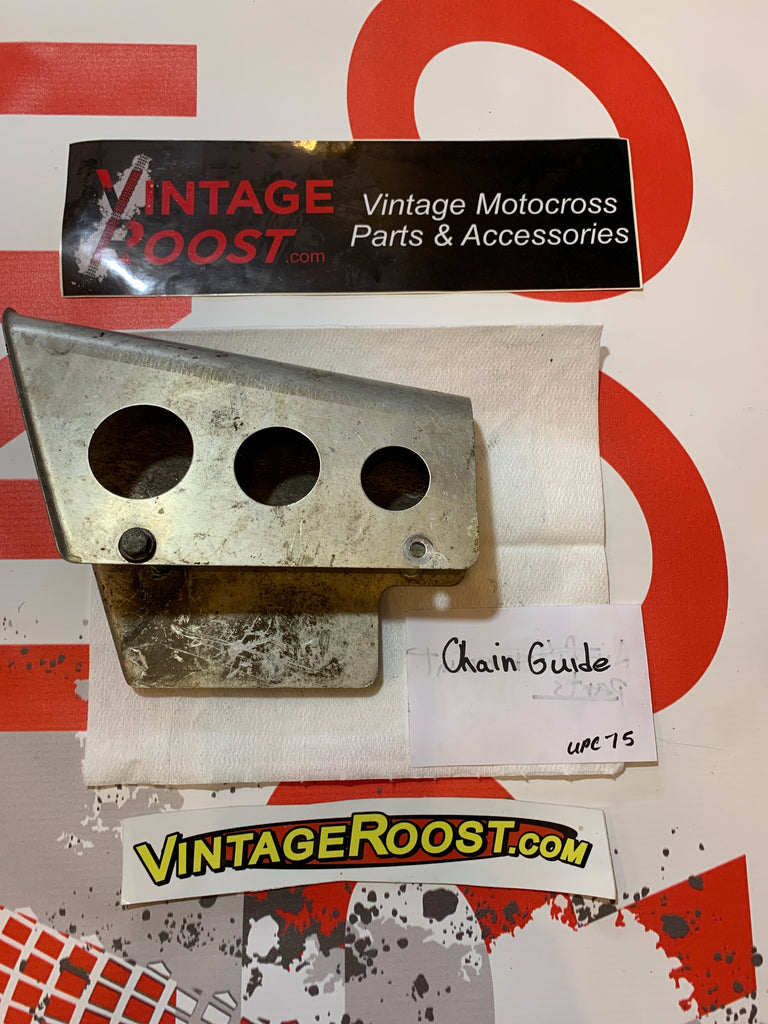 VINTAGE
ROOST.com
Vintage Motocross
Parts & Accessories
Chain Guide
UPC 75
VINTAGEROOST.COM